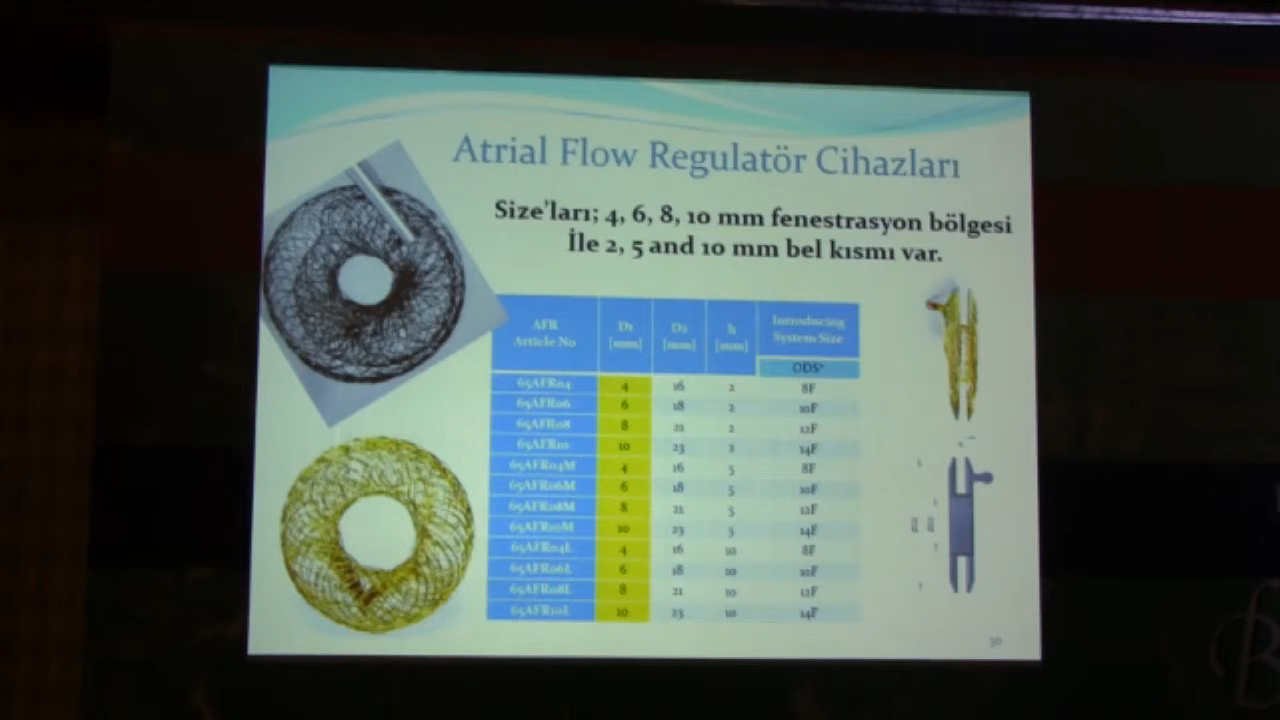 Atrial Flow Regulatör Cihazları
Size'ları; 4, 6, 8, 10 mm fenestrasyon bölgesi
İle 2, 5 and 10 mm bel kısmı var.
AFR Article No D1 [mm] D2 [mm] h [mm] Introducing System Size
ODS*
65AFR04 4 16 2 8F
65AFR06 6 18 2 10F
65AFR08 8 21 2 12F
65AFR10 10 23 2 14F
65AFR04M 4 16 5 8F
65AFR06M 6 18 5 10F
65AFR08M 8 21 5 12F
65AFR10M 10 23 5 14F
65AFR04L 4 16 10 8F
65AFR06L 6 18 10 10F
65AFR08L 8 21 10 12F
65AFR10L 10 23 10 14F
30
B